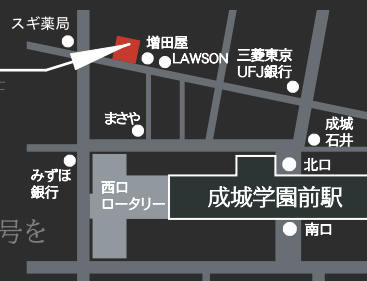 スギ薬局
増田屋
LAWSON
三菱東京
UFJ銀行
まさや
成城
石井
みずほ
銀行
西口
ロータリー
北口
成城学園前駅
南口
号を